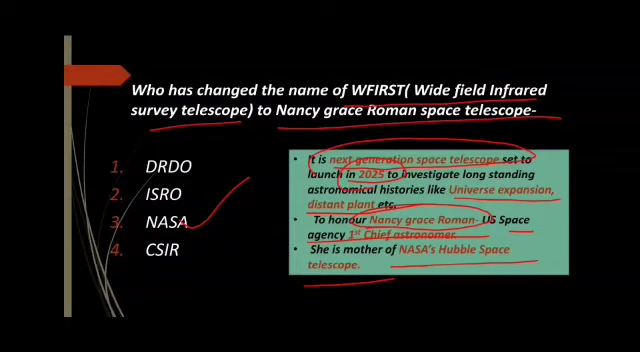 Who has changed the name of WFIRST( Wide field Infrared
survey telescope) to Nancy grace Roman space telescope-
1. DRDO
2. ISRO
3. NASA
4. CSIR
• It is next generation space telescope set to
launch in 2025 to investigate long standing
astronomical histories like Universe expansion,
distant plant etc.
• To honour Nancy grace Roman- US Space
agency 1st Chief astronomer.
• She is mother of NASA's Hubble Space
telescope.